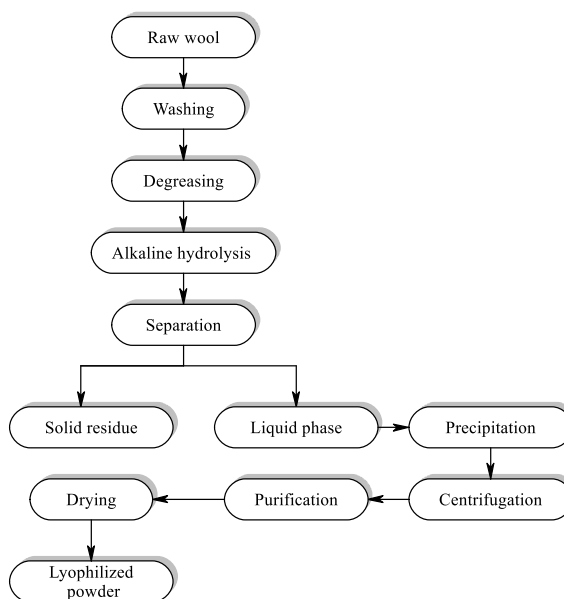 Raw wool
Washing
Degreasing
Alkaline hydrolysis
Separation
Solid residue
Liquid phase
Precipitation
Drying
Purification
Centrifugation
Lyophilized
powder